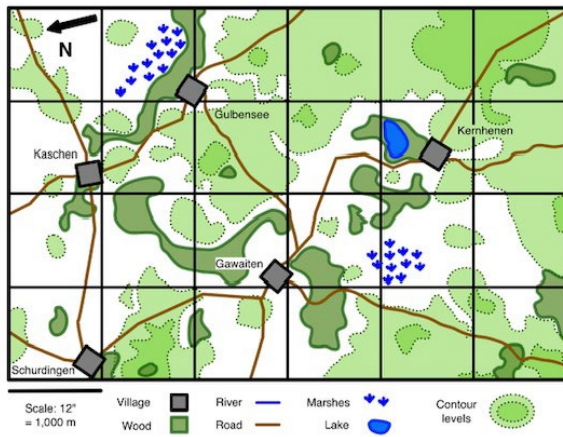 N
Gulbensee
Kernhenen
Kaschen
Gawaiten
Schurdingen
Scale: 12"
= 1,000 m
Village
River
Marshes
Contour
levels
Wood
Road
Lake